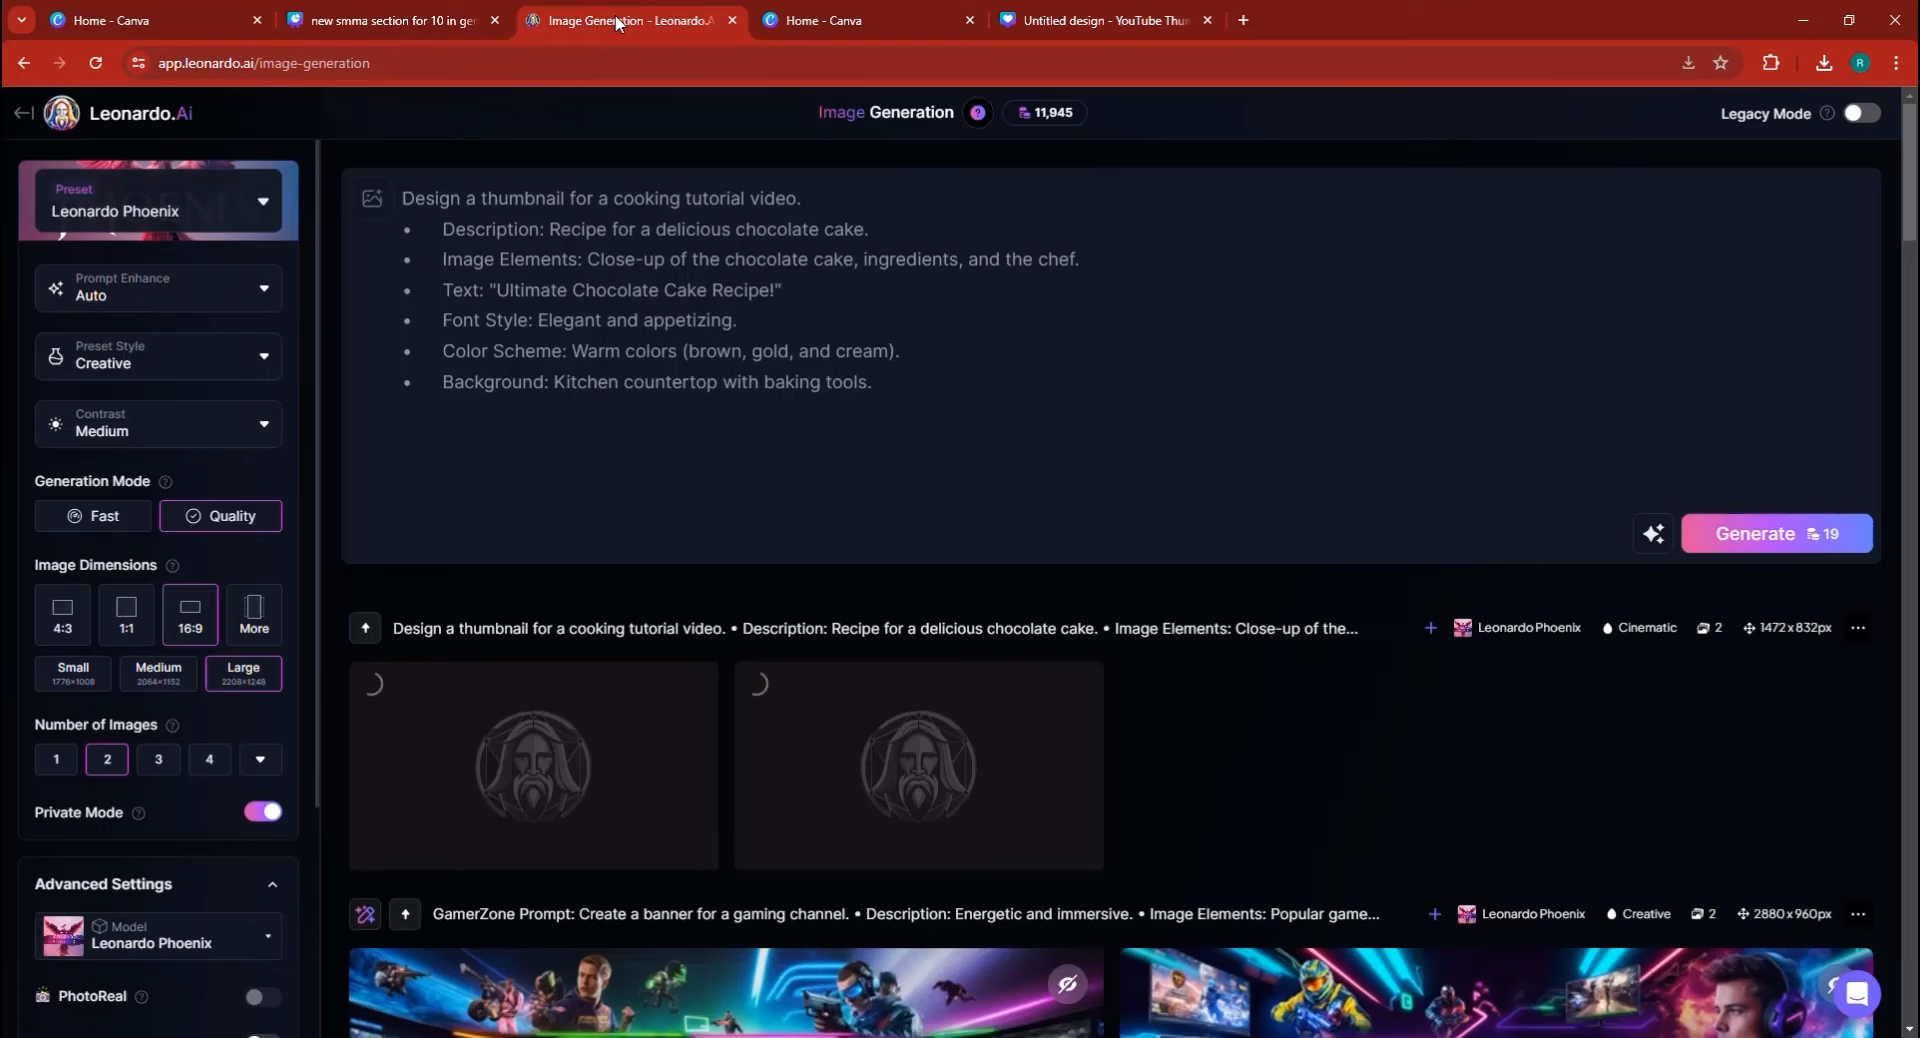 Home - Canva
new smma section for 10 in ger
Image Generation - Leonardo.A
Home - Canva
Untitled design - YouTube Thur
app.leonardo.ai/image-generation
R
Leonardo.Ai
Image Generation
?
11,945
Legacy Mode ?
Preset
Leonardo Phoenix
Prompt Enhance
Auto
Preset Style
Creative
Contrast
Medium
Generation Mode ?
Fast
Quality
Image Dimensions ?
4:3
1:1
16:9
More
Small
1776×1008
Medium
2064×1152
Large
2208×1248
Number of Images ?
1
2
3
4
Private Mode ?
Advanced Settings
Model
Leonardo Phoenix
PhotoReal ?
Design a thumbnail for a cooking tutorial video.
• Description: Recipe for a delicious chocolate cake.
• Image Elements: Close-up of the chocolate cake, ingredients, and the chef.
• Text: "Ultimate Chocolate Cake Recipe!"
• Font Style: Elegant and appetizing.
• Color Scheme: Warm colors (brown, gold, and cream).
• Background: Kitchen countertop with baking tools.
Generate 19
Design a thumbnail for a cooking tutorial video. • Description: Recipe for a delicious chocolate cake. • Image Elements: Close-up of the...
Leonardo Phoenix
Cinematic
2
1472x832px
GamerZone Prompt: Create a banner for a gaming channel. • Description: Energetic and immersive. • Image Elements: Popular game...
Leonardo Phoenix
Creative
2
2880x960px